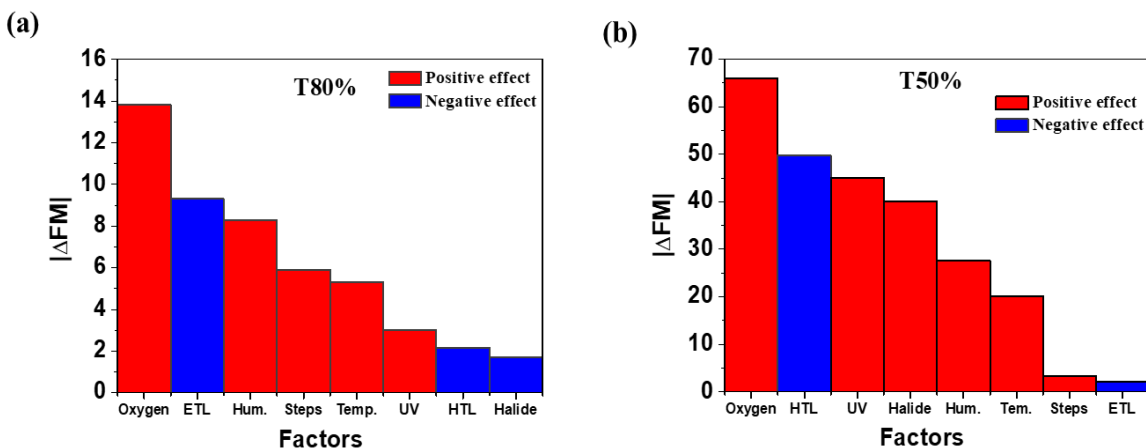 (a)
T80%
Positive effect
Negative effect
|ΔFM|
16
14
12
10
8
6
4
2
0
Oxygen ETL Hum. Steps Temp. UV HTL Halide
Factors
(b)
T50%
Positive effect
Negative effect
|ΔFM|
70
60
50
40
30
20
10
0
Oxygen HTL UV Halide Hum. Tem. Steps ETL
Factors